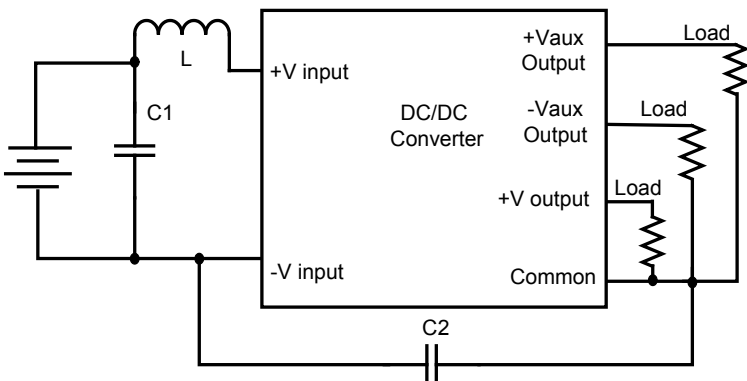 +Vaux
Output
Load
L
+V input
C1
DC/DC
Converter
-Vaux
Output
Load
+V output
Load
-V input
Common
C2